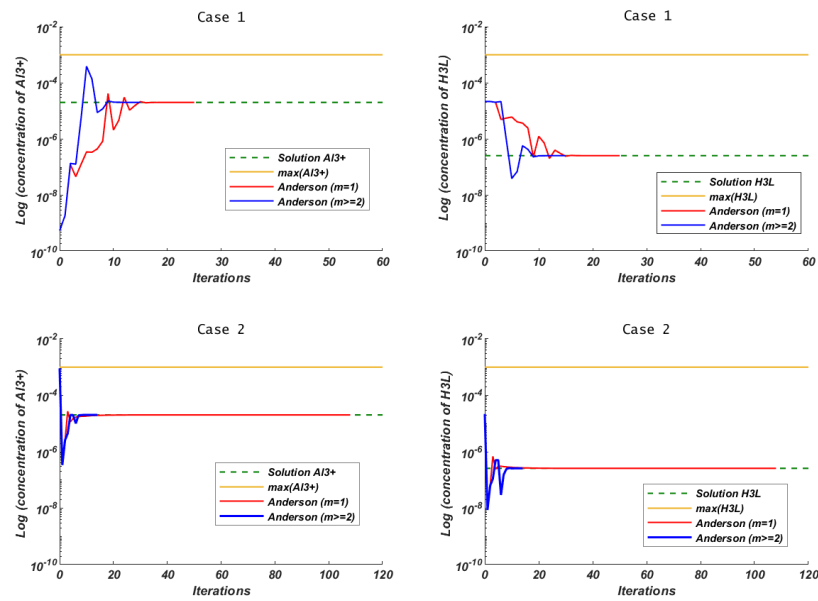 Case 1
Log (concentration of Al3+)
10^-2
10^-4
10^-6
10^-8
10^-10
0
10
20
30
40
50
60
Iterations
Solution Al3+
max(Al3+)
Anderson (m=1)
Anderson (m>=2)
Case 1
Log (concentration of H3L)
10^-2
10^-4
10^-6
10^-8
10^-10
0
10
20
30
40
50
60
Iterations
Solution H3L
max(H3L)
Anderson (m=1)
Anderson (m>=2)
Case 2
Log (concentration of Al3+)
10^-2
10^-4
10^-6
10^-8
10^-10
0
20
40
60
80
100
120
Iterations
Solution Al3+
max(Al3+)
Anderson (m=1)
Anderson (m>=2)
Case 2
Log (concentration of H3L)
10^-2
10^-4
10^-6
10^-8
10^-10
0
20
40
60
80
100
120
Iterations
Solution H3L
max(H3L)
Anderson (m=1)
Anderson (m>=2)